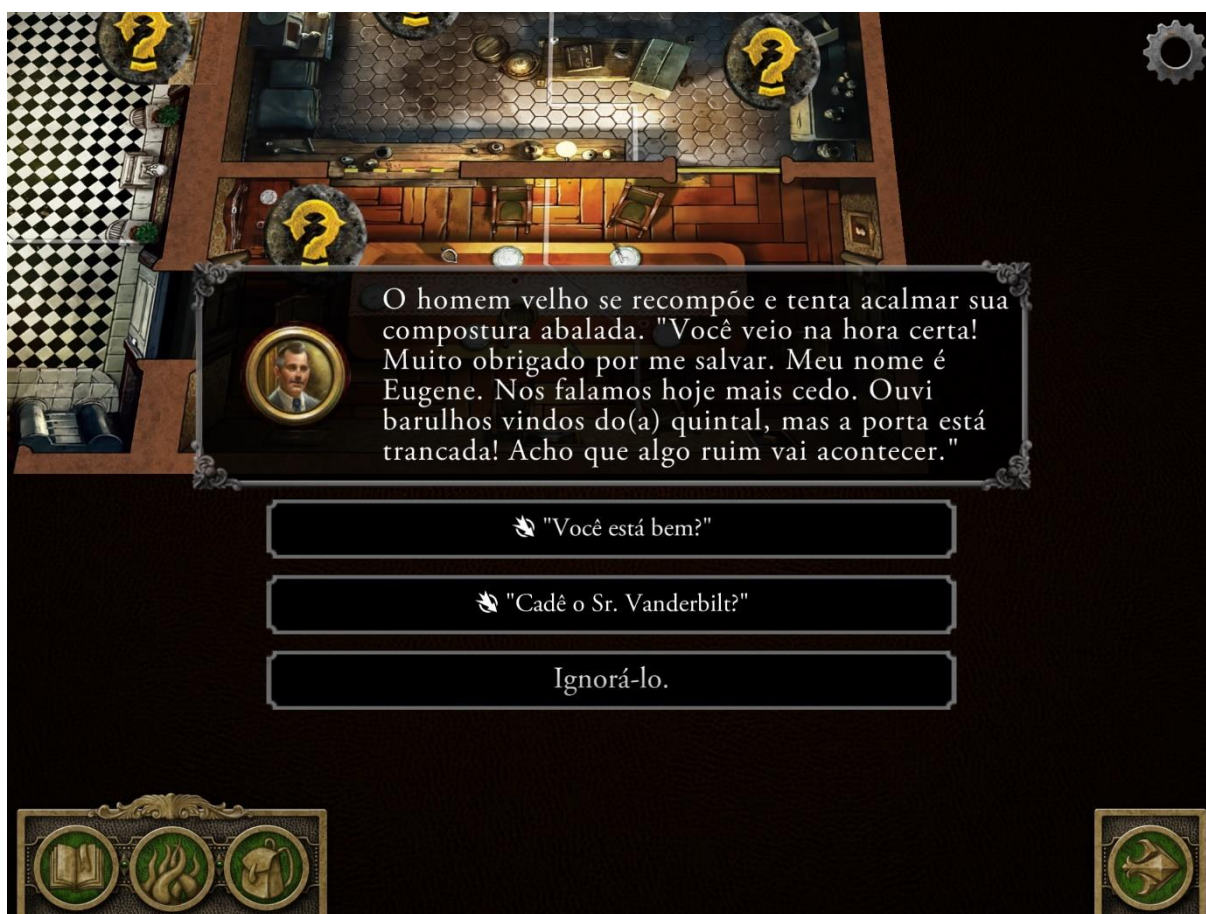 O homem velho se recompõe e tenta acalmar sua
compostura abalada. "Você veio na hora certa!
Muito obrigado por me salvar. Meu nome é
Eugene. Nos falamos hoje mais cedo. Ouvi
barulhos vindos do(a) quintal, mas a porta está
trancada! Acho que algo ruim vai acontecer."
"Você está bem?"
"Cadê o Sr. Vanderbilt?"
Ignorá-lo.